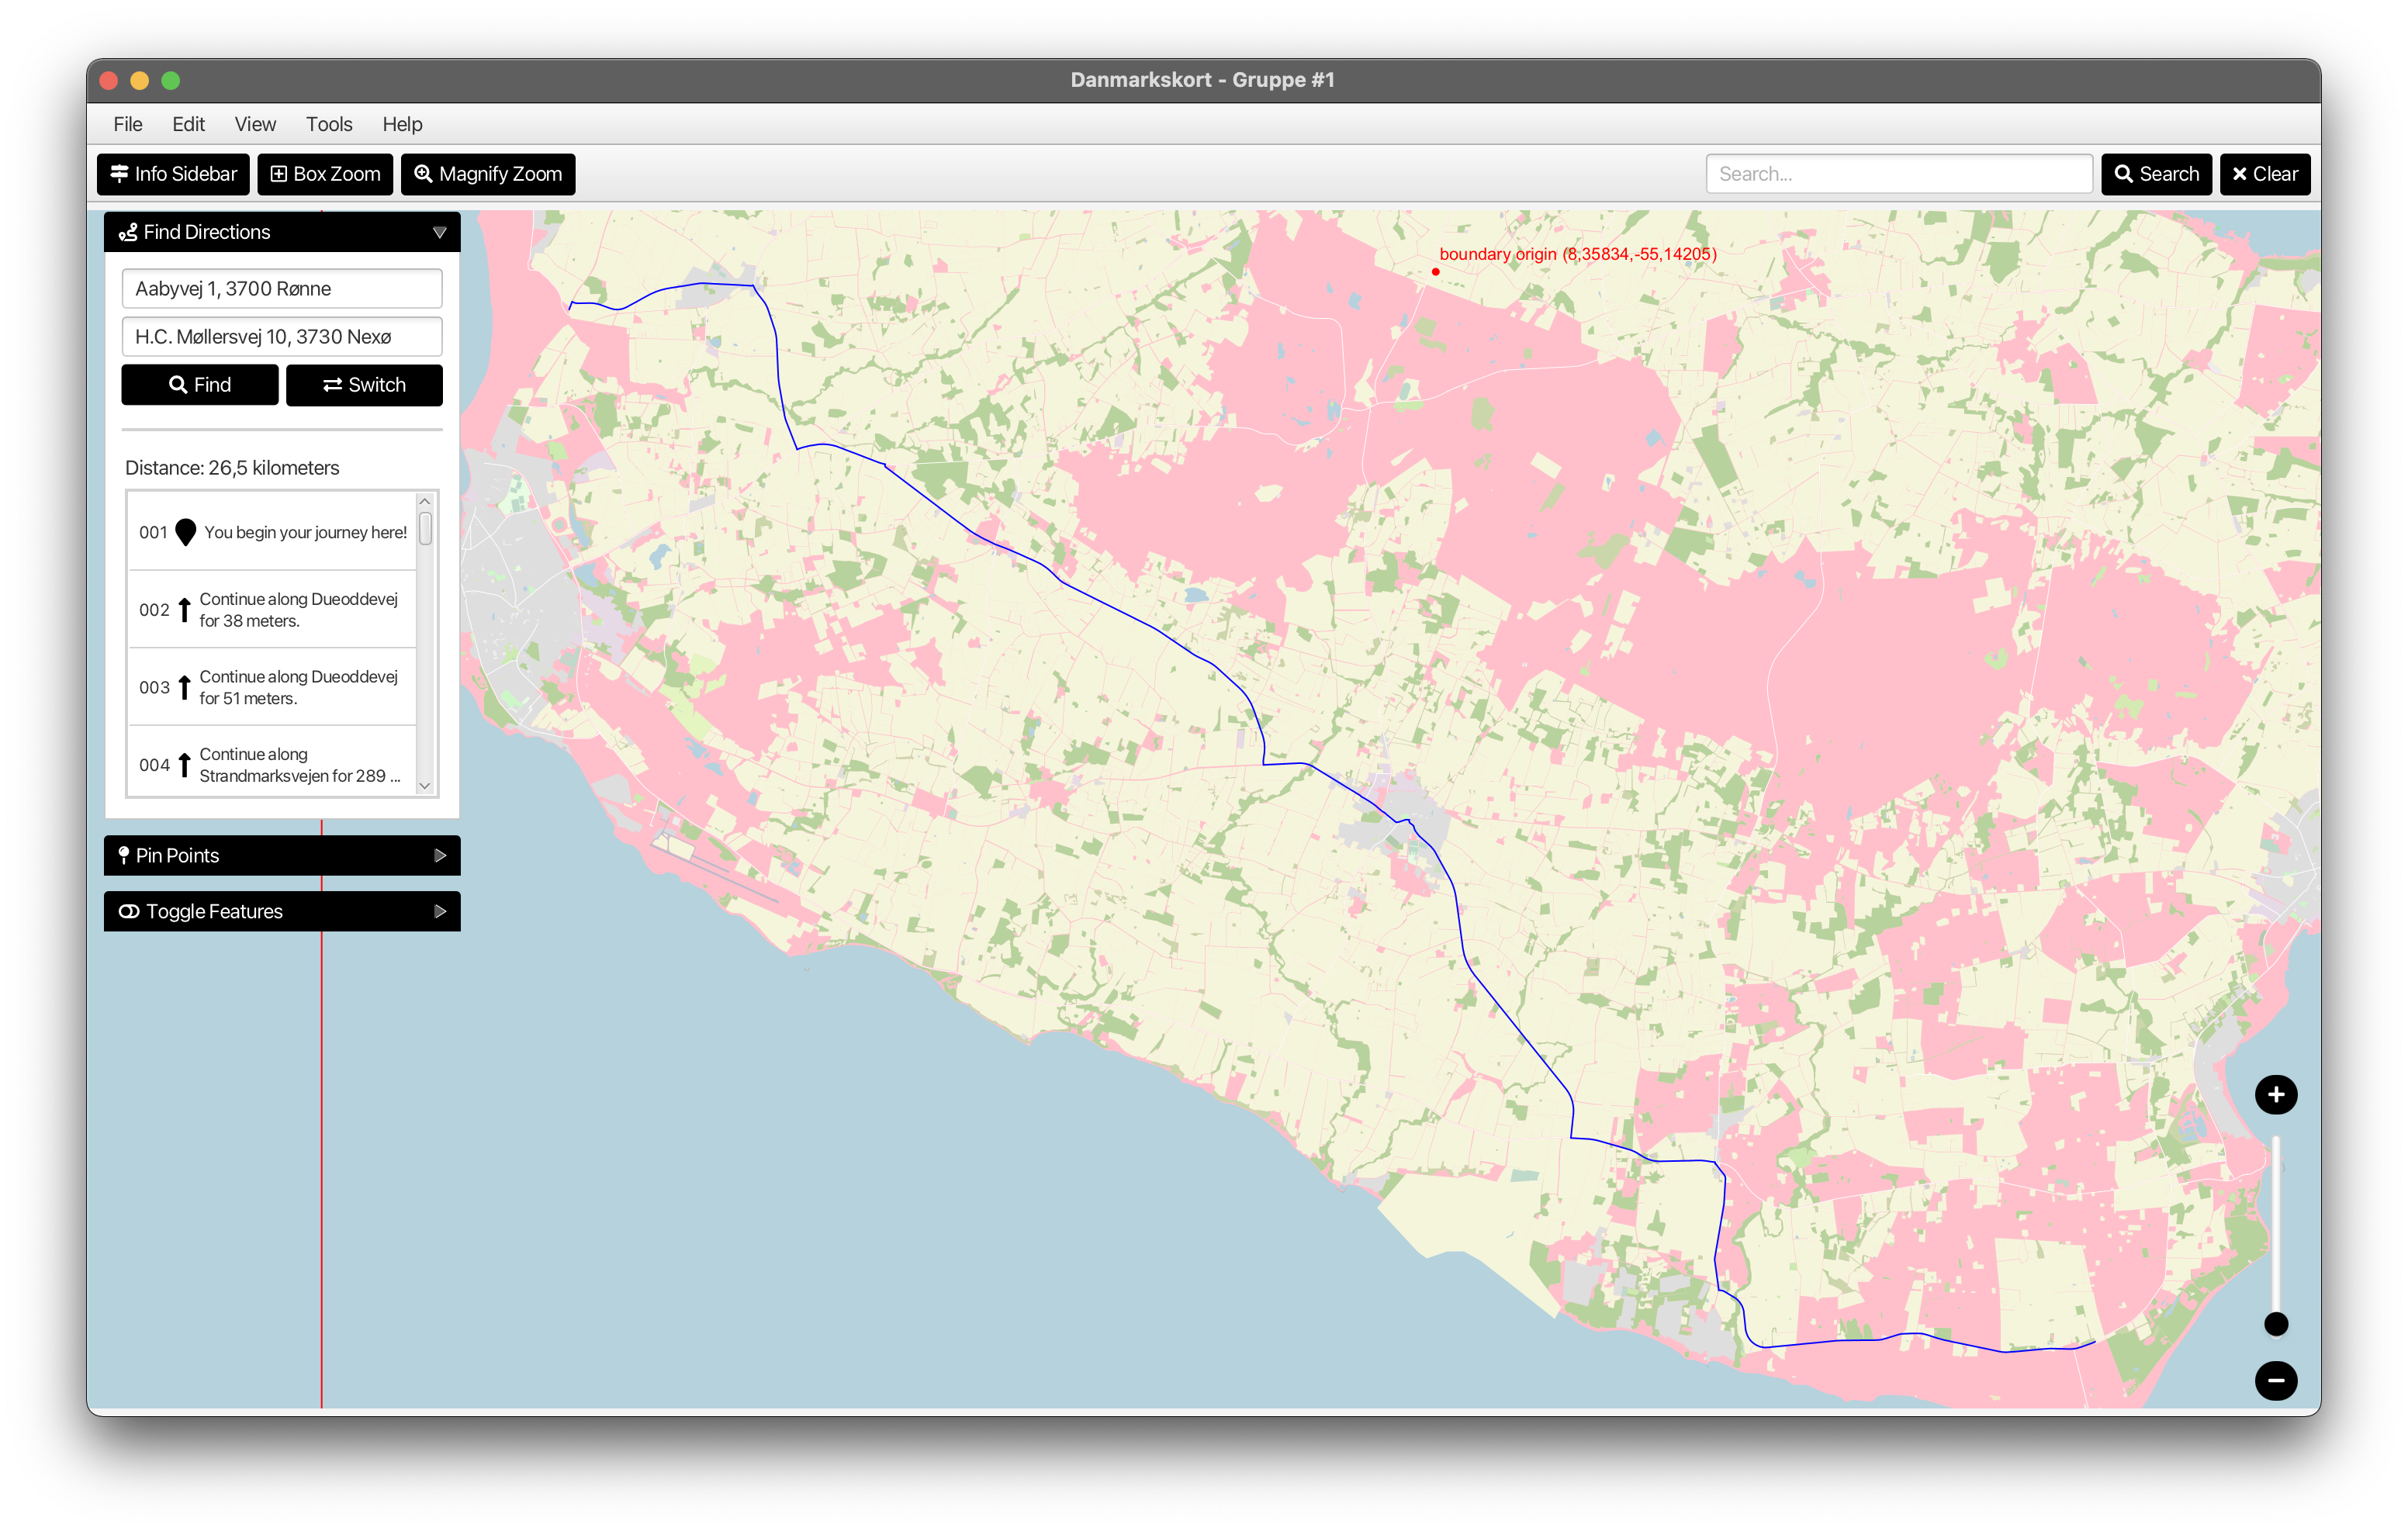 Danmarkskort - Gruppe #1
File Edit View Tools Help
Info Sidebar Box Zoom Magnify Zoom Search... Search Clear
Find Directions
boundary origin (8,35834,-55,14205)
Aabyvej 1, 3700 Rønne
H.C. Møllersvej 10, 3730 Nexø
Find Switch
Distance: 26,5 kilometers
001 You begin your journey here!
002 Continue along Dueoddevej
for 38 meters.
003 Continue along Dueoddevej
for 51 meters.
004 Continue along
Strandmarksvejen for 289 ...
Pin Points
Toggle Features